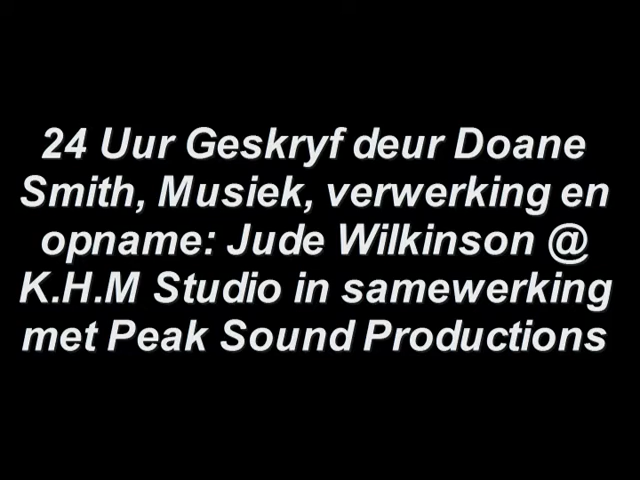 24 Uur Geskryf deur Doane
Smith, Musiek, verwerking en
opname: Jude Wilkinson @
K.H.M Studio in samewerking
met Peak Sound Productions